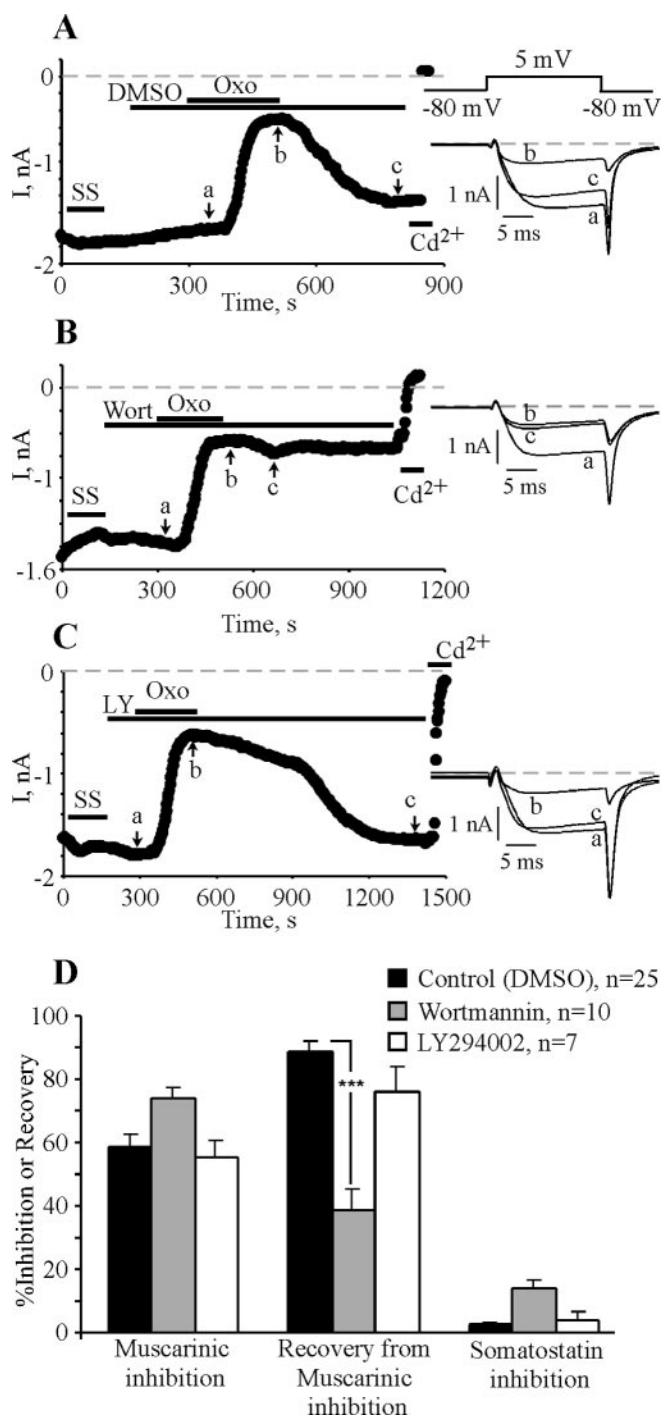 A
0
-1
-2
I, nA
DMSO
Oxo
SS
a
b
c
Cd²⁺
0
300
600
900
Time, s
5 mV
-80 mV
-80 mV
b
c
a
1 nA
5 ms
B
0
-1
-1.6
I, nA
Wort
Oxo
SS
a
b
c
Cd²⁺
0
300
600
900
1200
Time, s
b
c
a
1 nA
5 ms
C
0
-1
-2
I, nA
LY
Oxo
SS
a
b
c
Cd²⁺
0
300
600
900
1200
1500
Time, s
b
c
a
1 nA
5 ms
D
Control (DMSO), n=25
Wortmannin, n=10
LY294002, n=7
%Inhibition or Recovery
100
80
60
40
20
0
***
Muscarinic
inhibition
Recovery from
Muscarinic
inhibition
Somatostatin
inhibition